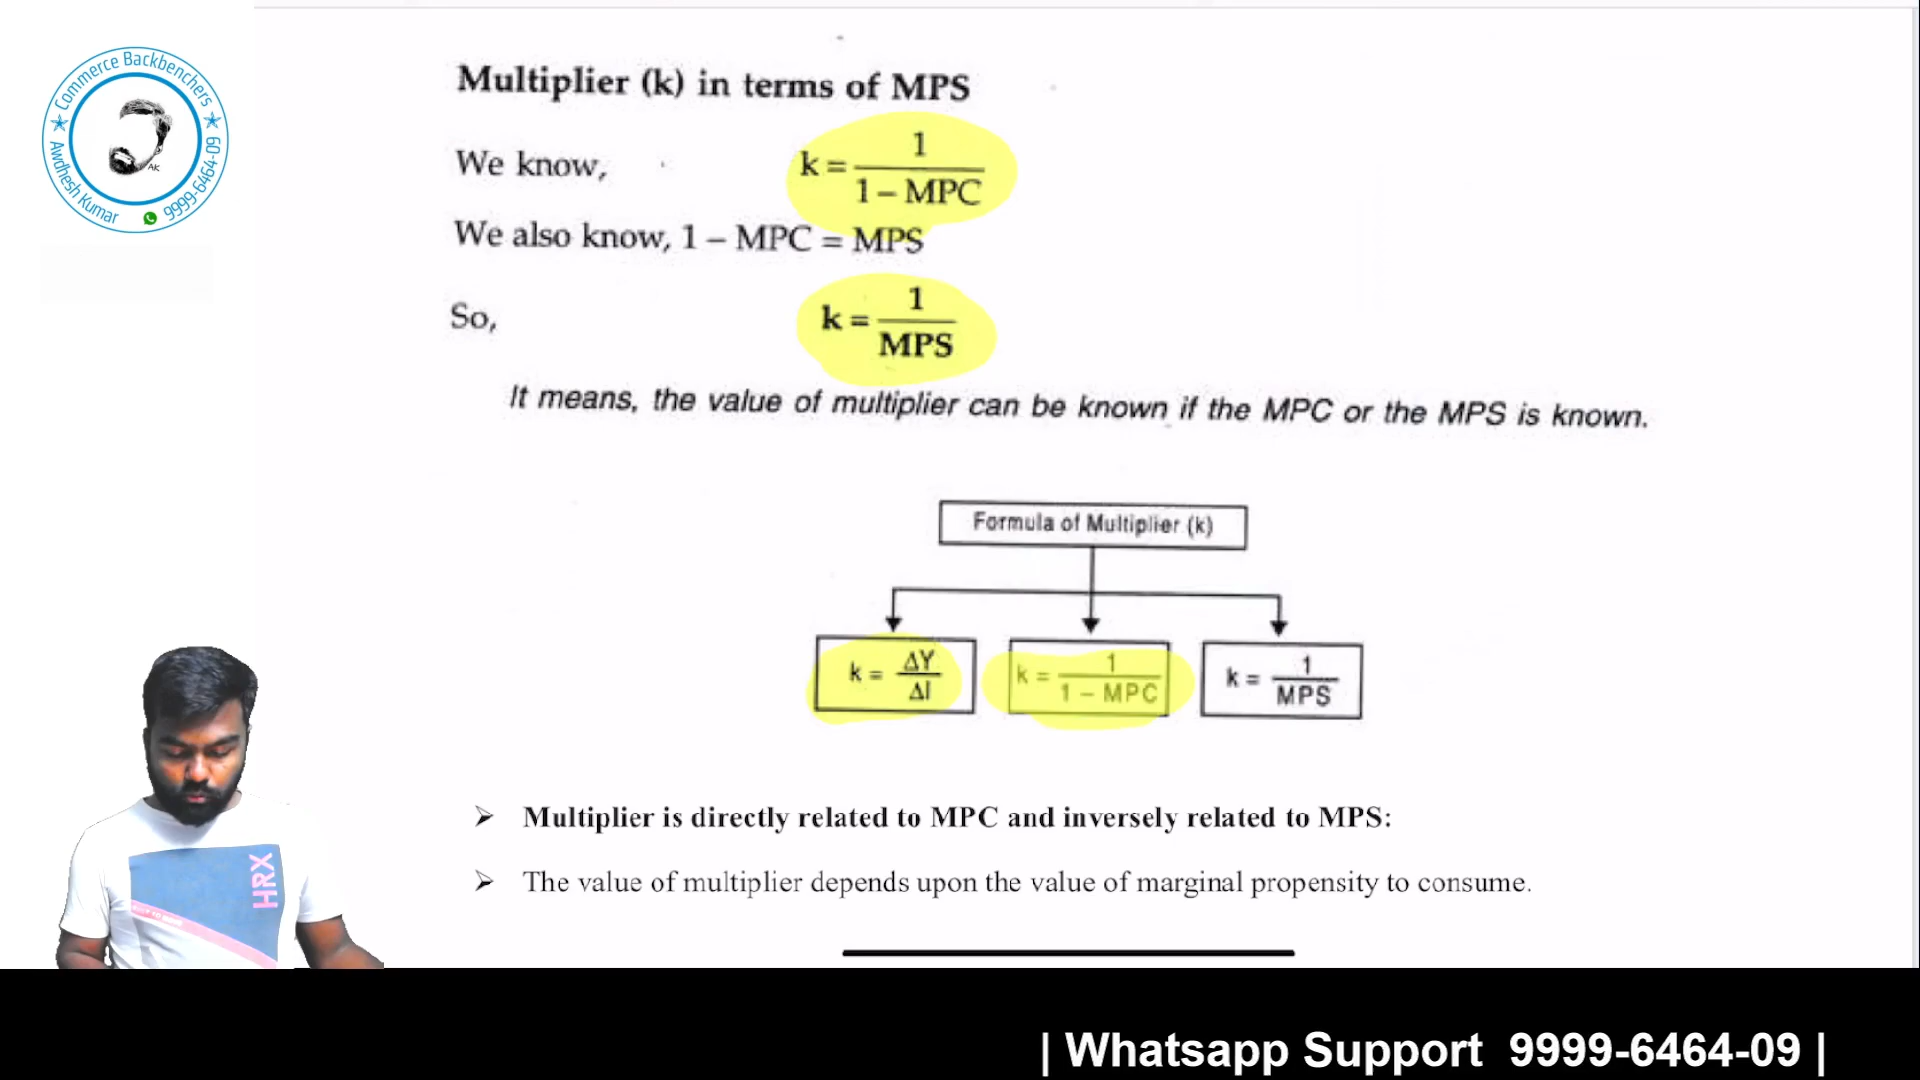 Commerce Backbenchers
Awdhesh Kumar
9999-6464-09
AK
Multiplier (k) in terms of MPS
We know, k = 1 / 1 – MPC
We also know, 1 – MPC = MPS
So, k = 1 / MPS
It means, the value of multiplier can be known if the MPC or the MPS is known.
Formula of Multiplier (k)
k = ΔY / ΔI
k = 1 / 1 – MPC
k = 1 / MPS
➢ Multiplier is directly related to MPC and inversely related to MPS:
➢ The value of multiplier depends upon the value of marginal propensity to consume.
HRX
| Whatsapp Support 9999-6464-09 |